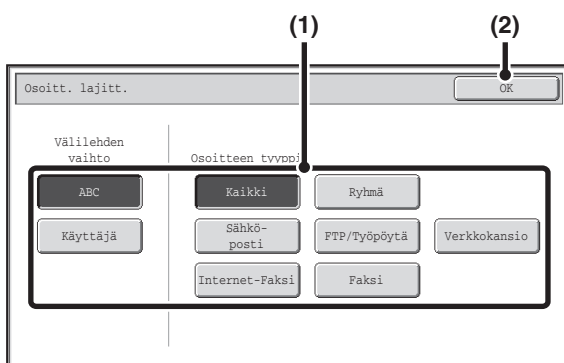 (1) (2)
Osoitt. lajitt. OK
Välilehden
vaihto
Osoitteen tyyppi
ABC Kaikki Ryhmä
Käyttäjä Sähkö-
posti FTP/Työpöytä Verkkokansio
Internet-Faksi Faksi